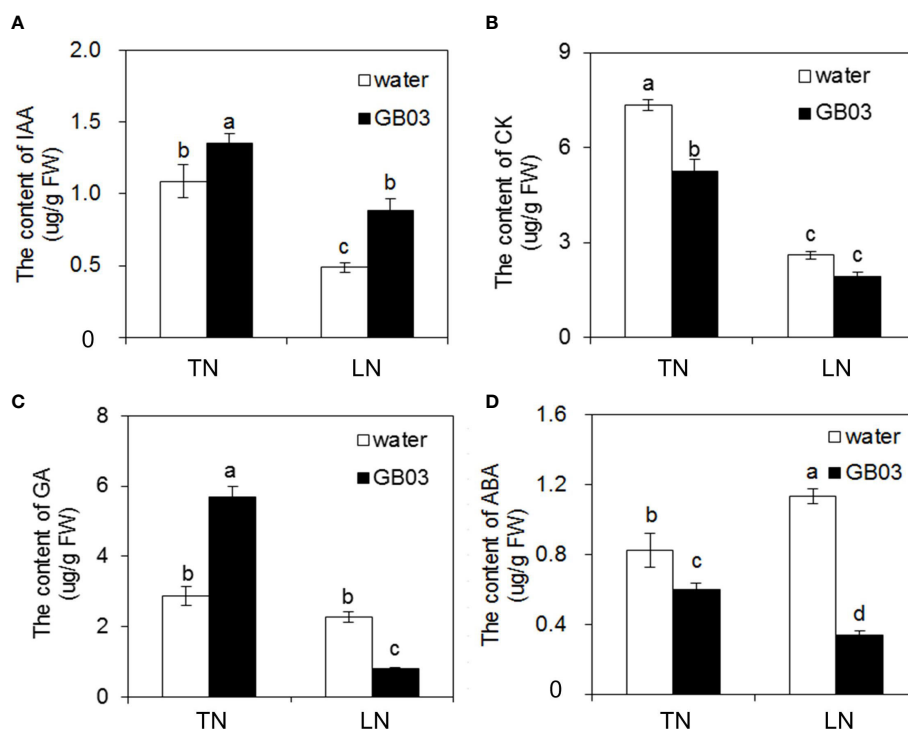 A
The content of IAA
(ug/g FW)
2.0
1.5
1.0
0.5
0
water
GB03
b
a
c
b
TN
LN
B
The content of CK
(ug/g FW)
9
6
3
0
water
GB03
a
b
c
c
TN
LN
C
The content of GA
(ug/g FW)
8
6
4
2
0
water
GB03
b
a
b
c
TN
LN
D
The content of ABA
(ug/g FW)
1.6
1.2
0.8
0.4
0
water
GB03
b
c
a
d
TN
LN